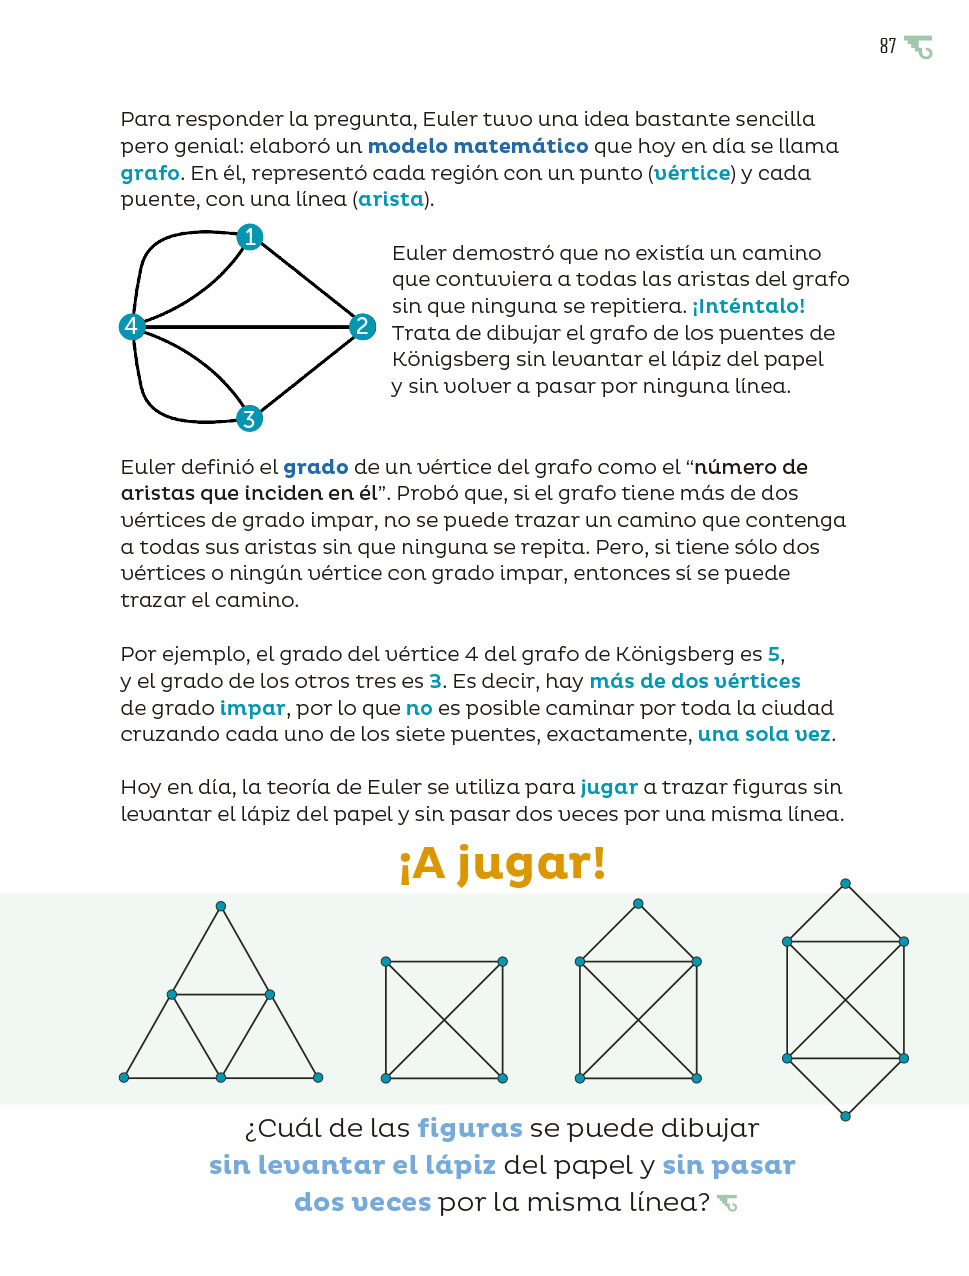 87
Para responder la pregunta, Euler tuvo una idea bastante sencilla
pero genial: elaboró un modelo matemático que hoy en día se llama
grafo. En él, representó cada región con un punto (vértice) y cada
puente, con una línea (arista).
1
4
2
3
Euler demostró que no existía un camino
que contuviera a todas las aristas del grafo
sin que ninguna se repitiera. ¡Inténtalo!
Trata de dibujar el grafo de los puentes de
Königsberg sin levantar el lápiz del papel
y sin volver a pasar por ninguna línea.
Euler definió el grado de un vértice del grafo como el “número de
aristas que inciden en él”. Probó que, si el grafo tiene más de dos
vértices de grado impar, no se puede trazar un camino que contenga
a todas sus aristas sin que ninguna se repita. Pero, si tiene sólo dos
vértices o ningún vértice con grado impar, entonces sí se puede
trazar el camino.
Por ejemplo, el grado del vértice 4 del grafo de Königsberg es 5,
y el grado de los otros tres es 3. Es decir, hay más de dos vértices
de grado impar, por lo que no es posible caminar por toda la ciudad
cruzando cada uno de los siete puentes, exactamente, una sola vez.
Hoy en día, la teoría de Euler se utiliza para jugar a trazar figuras sin
levantar el lápiz del papel y sin pasar dos veces por una misma línea.
¡A jugar!
¿Cuál de las figuras se puede dibujar
sin levantar el lápiz del papel y sin pasar
dos veces por la misma línea?